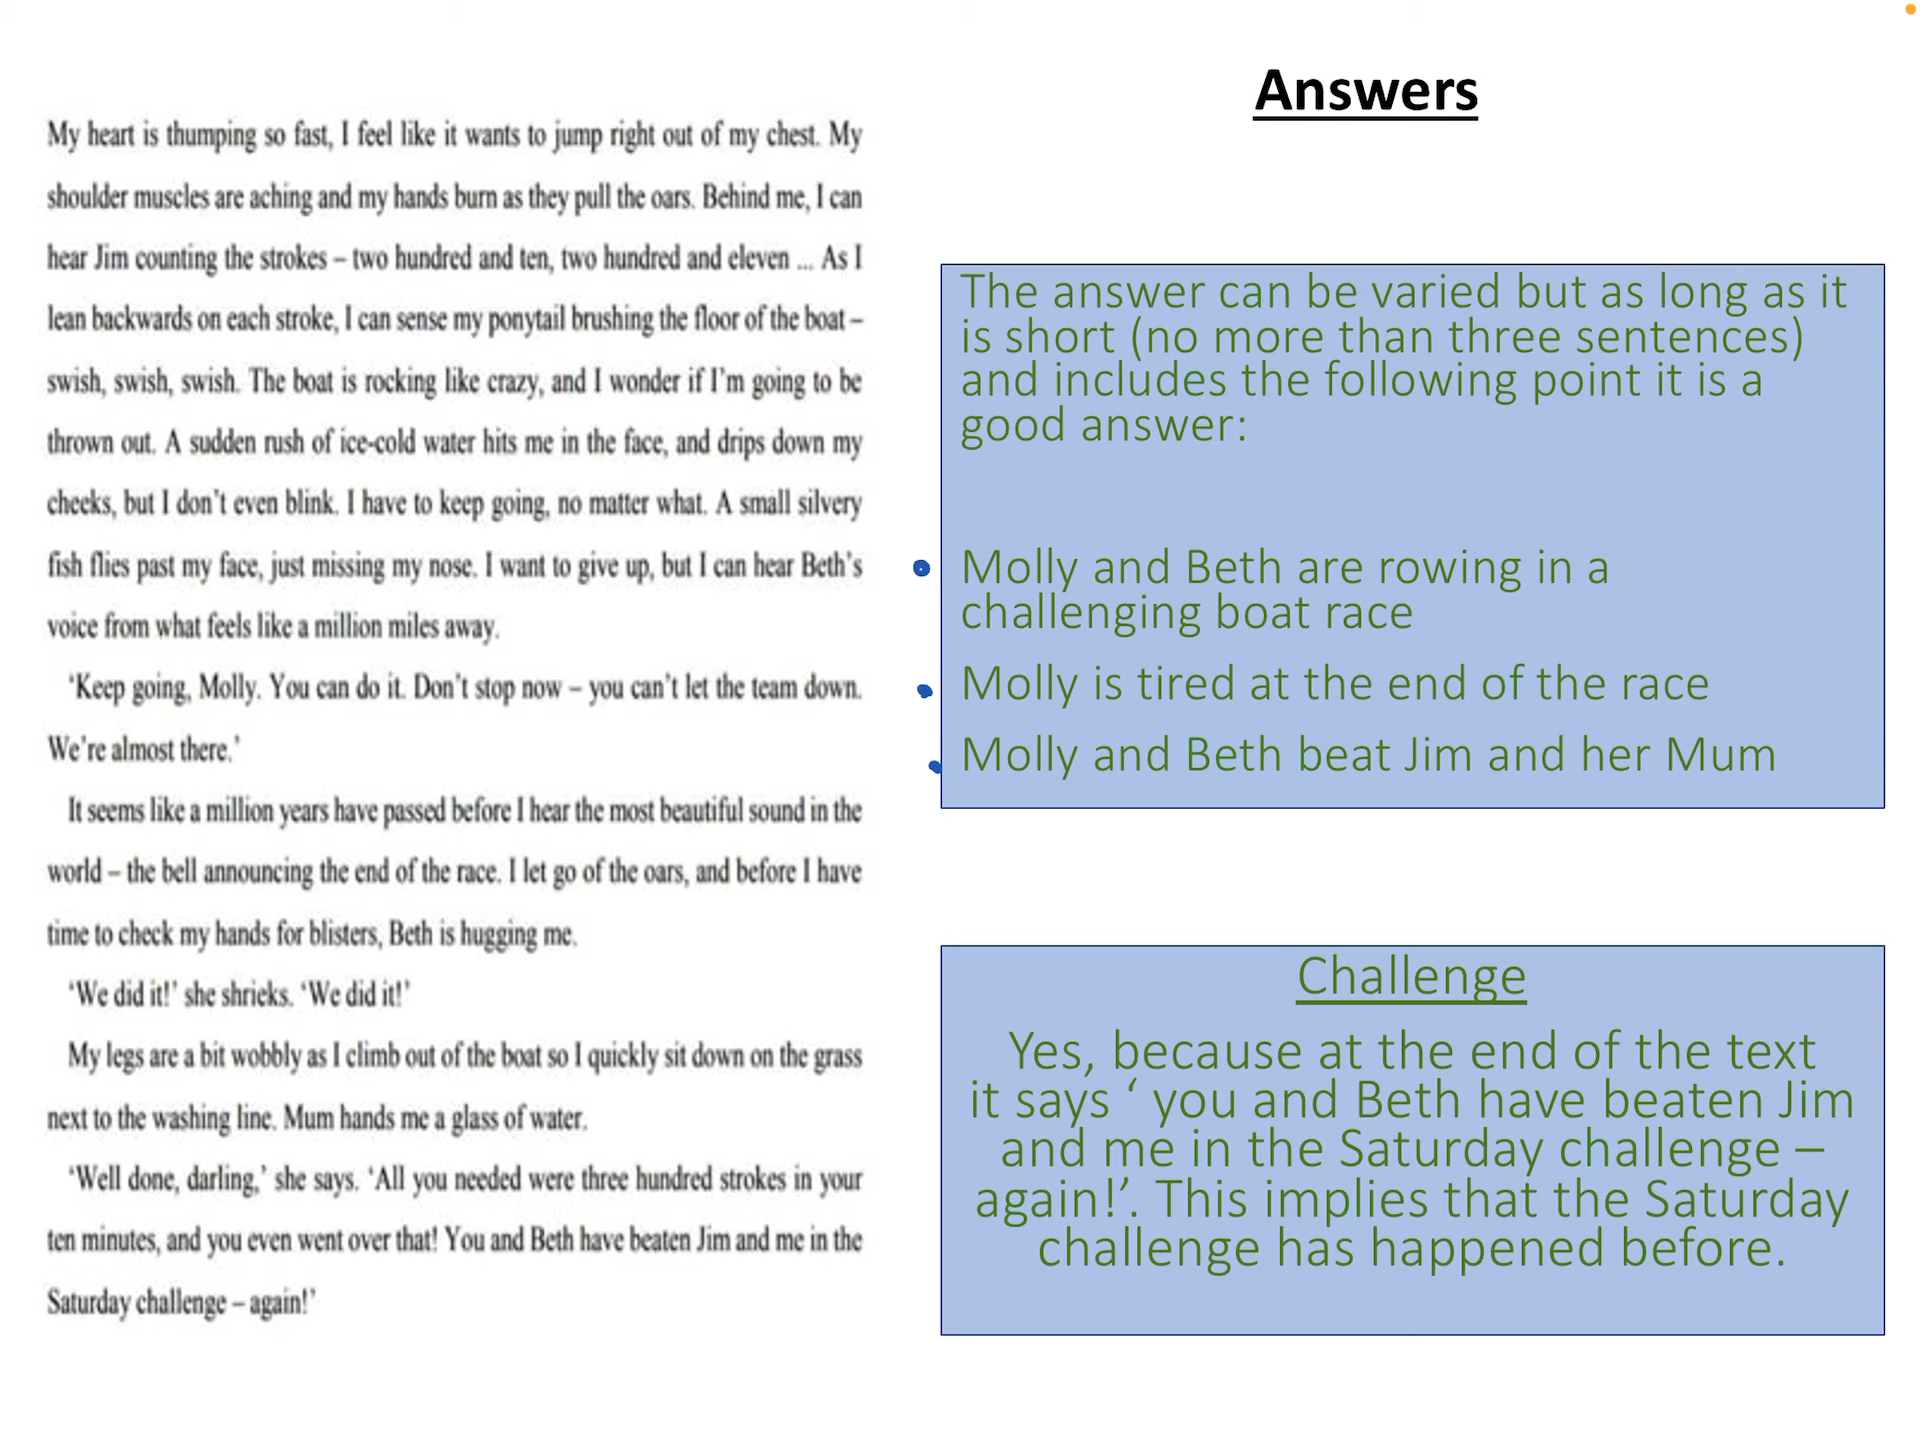 Answers
My heart is thumping so fast, I feel like it wants to jump right out of my chest. My
shoulder muscles are aching and my hands burn as they pull the oars. Behind me, I can
hear Jim counting the strokes – two hundred and ten, two hundred and eleven ... As I
lean backwards on each stroke, I can sense my ponytail brushing the floor of the boat –
swish, swish, swish. The boat is rocking like crazy, and I wonder if I'm going to be
thrown out. A sudden rush of ice-cold water hits me in the face, and drips down my
cheeks, but I don't even blink. I have to keep going, no matter what. A small silvery
fish flies past my face, just missing my nose. I want to give up, but I can hear Beth's
voice from what feels like a million miles away.
'Keep going, Molly. You can do it. Don't stop now – you can't let the team down.
We're almost there.'
It seems like a million years have passed before I hear the most beautiful sound in the
world – the bell announcing the end of the race. I let go of the oars, and before I have
time to check my hands for blisters, Beth is hugging me.
'We did it!' she shrieks. 'We did it!'
My legs are a bit wobbly as I climb out of the boat so I quickly sit down on the grass
next to the washing line. Mum hands me a glass of water.
'Well done, darling,' she says. 'All you needed were three hundred strokes in your
ten minutes, and you even went over that! You and Beth have beaten Jim and me in the
Saturday challenge – again!'
The answer can be varied but as long as it
is short (no more than three sentences)
and includes the following point it is a
good answer:
• Molly and Beth are rowing in a
challenging boat race
• Molly is tired at the end of the race
• Molly and Beth beat Jim and her Mum
Challenge
Yes, because at the end of the text
it says ‘ you and Beth have beaten Jim
and me in the Saturday challenge –
again!’. This implies that the Saturday
challenge has happened before.